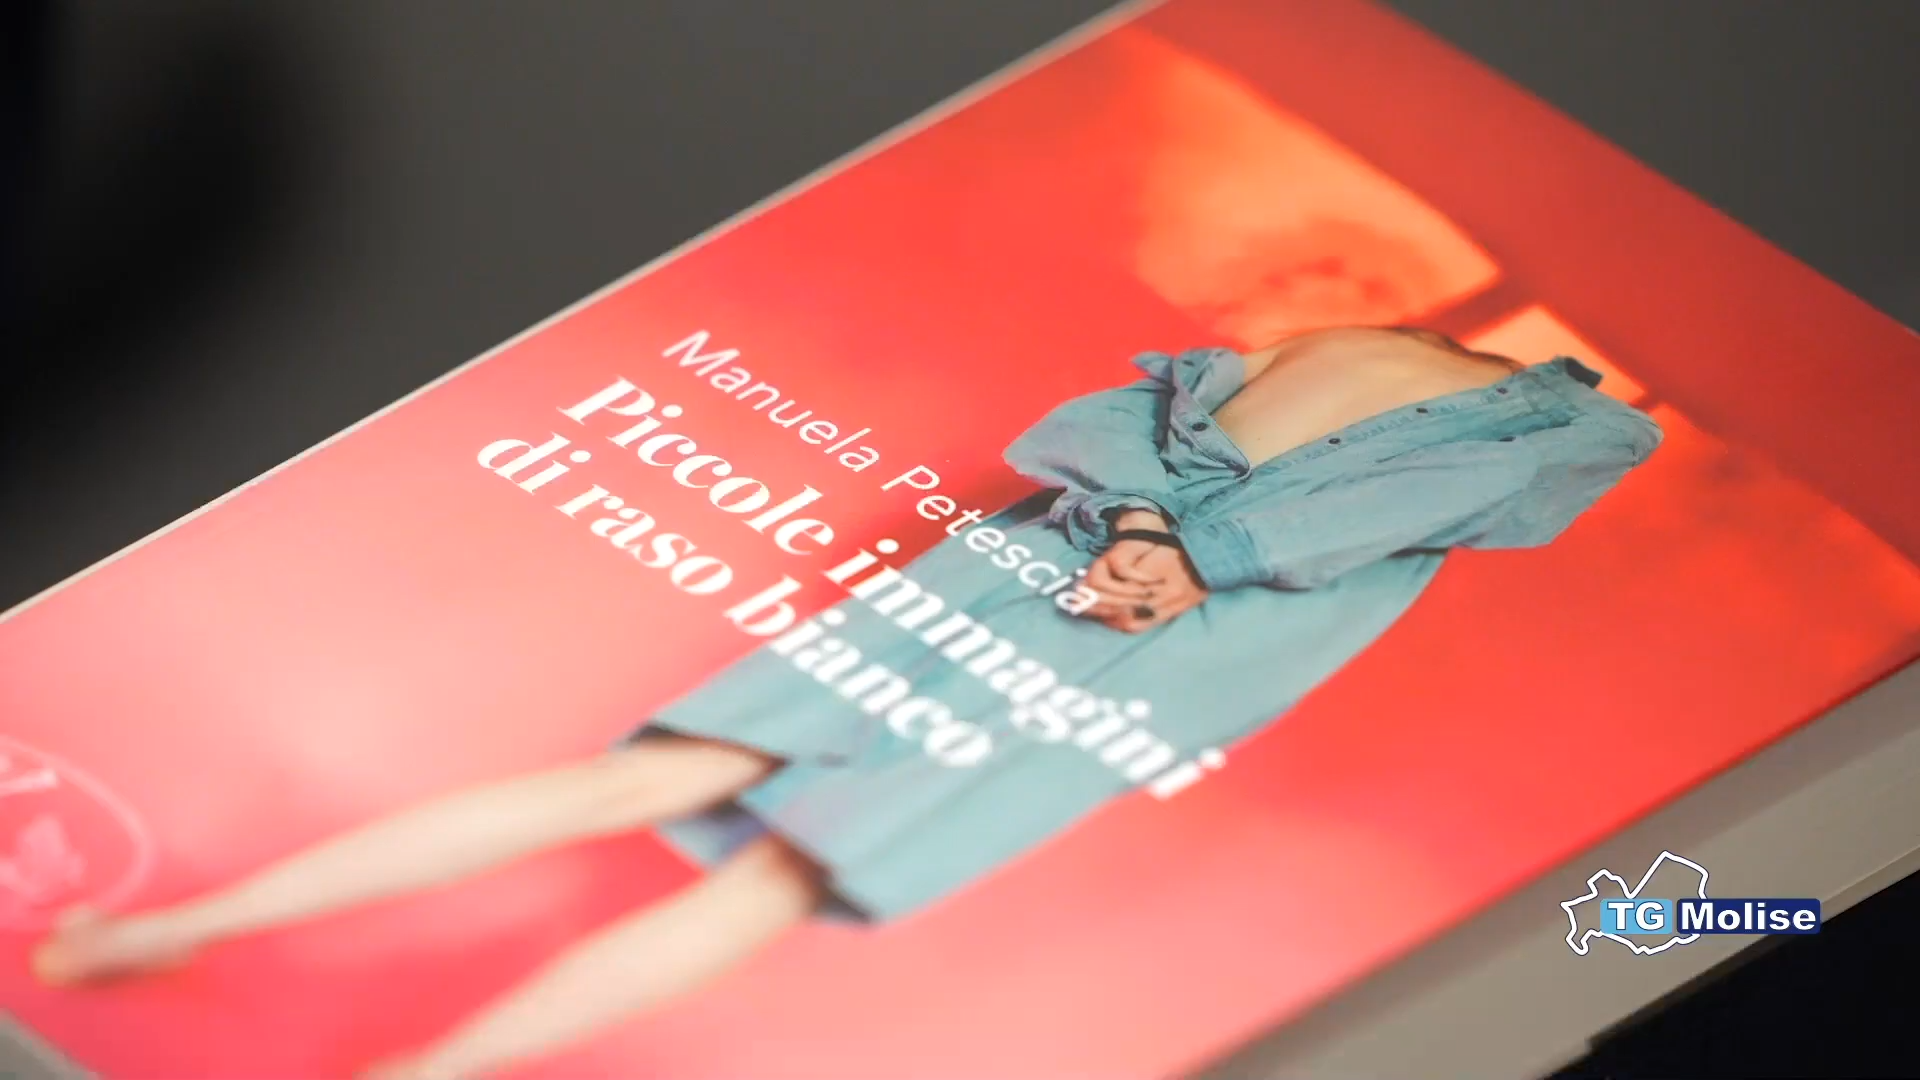 Manuela Petescia
Piccole immagini
di raso bianco
TG Molise